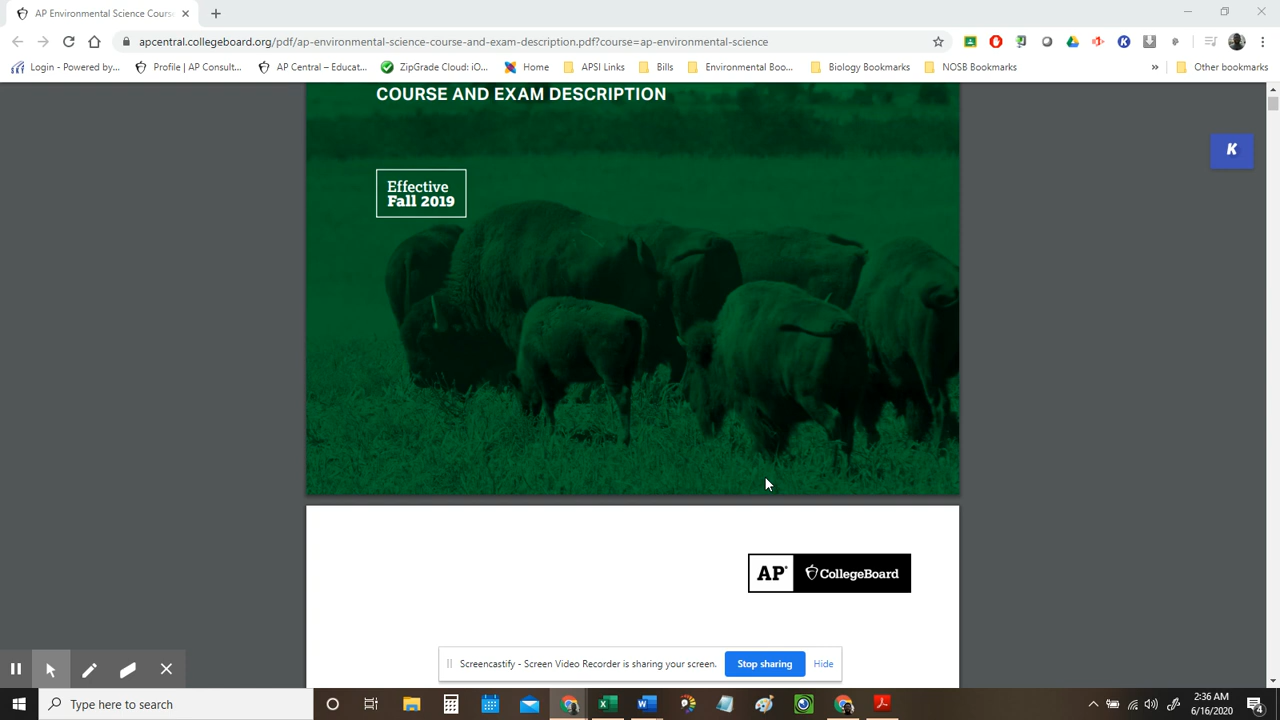 AP Environmental Science Course
apcentral.collegeboard.org/pdf/ap-environmental-science-course-and-exam-description.pdf?course=ap-environmental-science
Login - Powered by...
Profile | AP Consult...
AP Central – Educat...
ZipGrade Cloud: iO...
Home
APSI Links
Bills
Environmental Boo...
Biology Bookmarks
NOSB Bookmarks
»
Other bookmarks
COURSE AND EXAM DESCRIPTION
K
Effective
Fall 2019
AP® CollegeBoard
Screencastify - Screen Video Recorder is sharing your screen.
Stop sharing
Hide
Type here to search
2:36 AM
6/16/2020
4